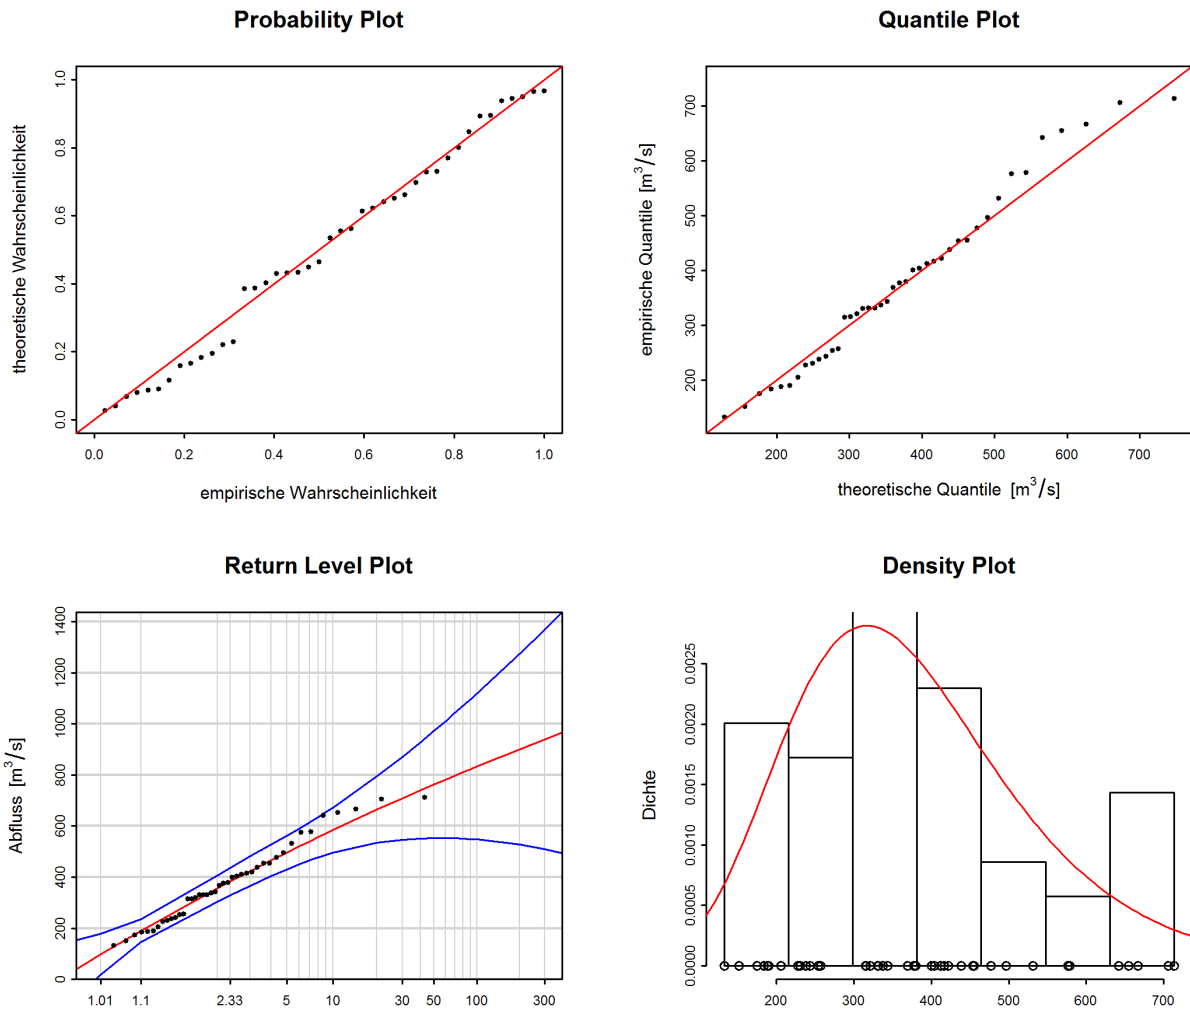 Probability Plot
theoretische Wahrscheinlichkeit
0.0 0.2 0.4 0.6 0.8 1.0
0.0 0.2 0.4 0.6 0.8 1.0
empirische Wahrscheinlichkeit
Quantile Plot
empirische Quantile [m³/s]
200 300 400 500 600 700
200 300 400 500 600 700
theoretische Quantile [m³/s]
Return Level Plot
Abfluss [m³/s]
0 200 400 600 800 1000 1200 1400
1.01 1.1 2.33 5 10 30 50 100 300
Density Plot
Dichte
0.0000 0.0005 0.0010 0.0015 0.0020 0.0025
200 300 400 500 600 700